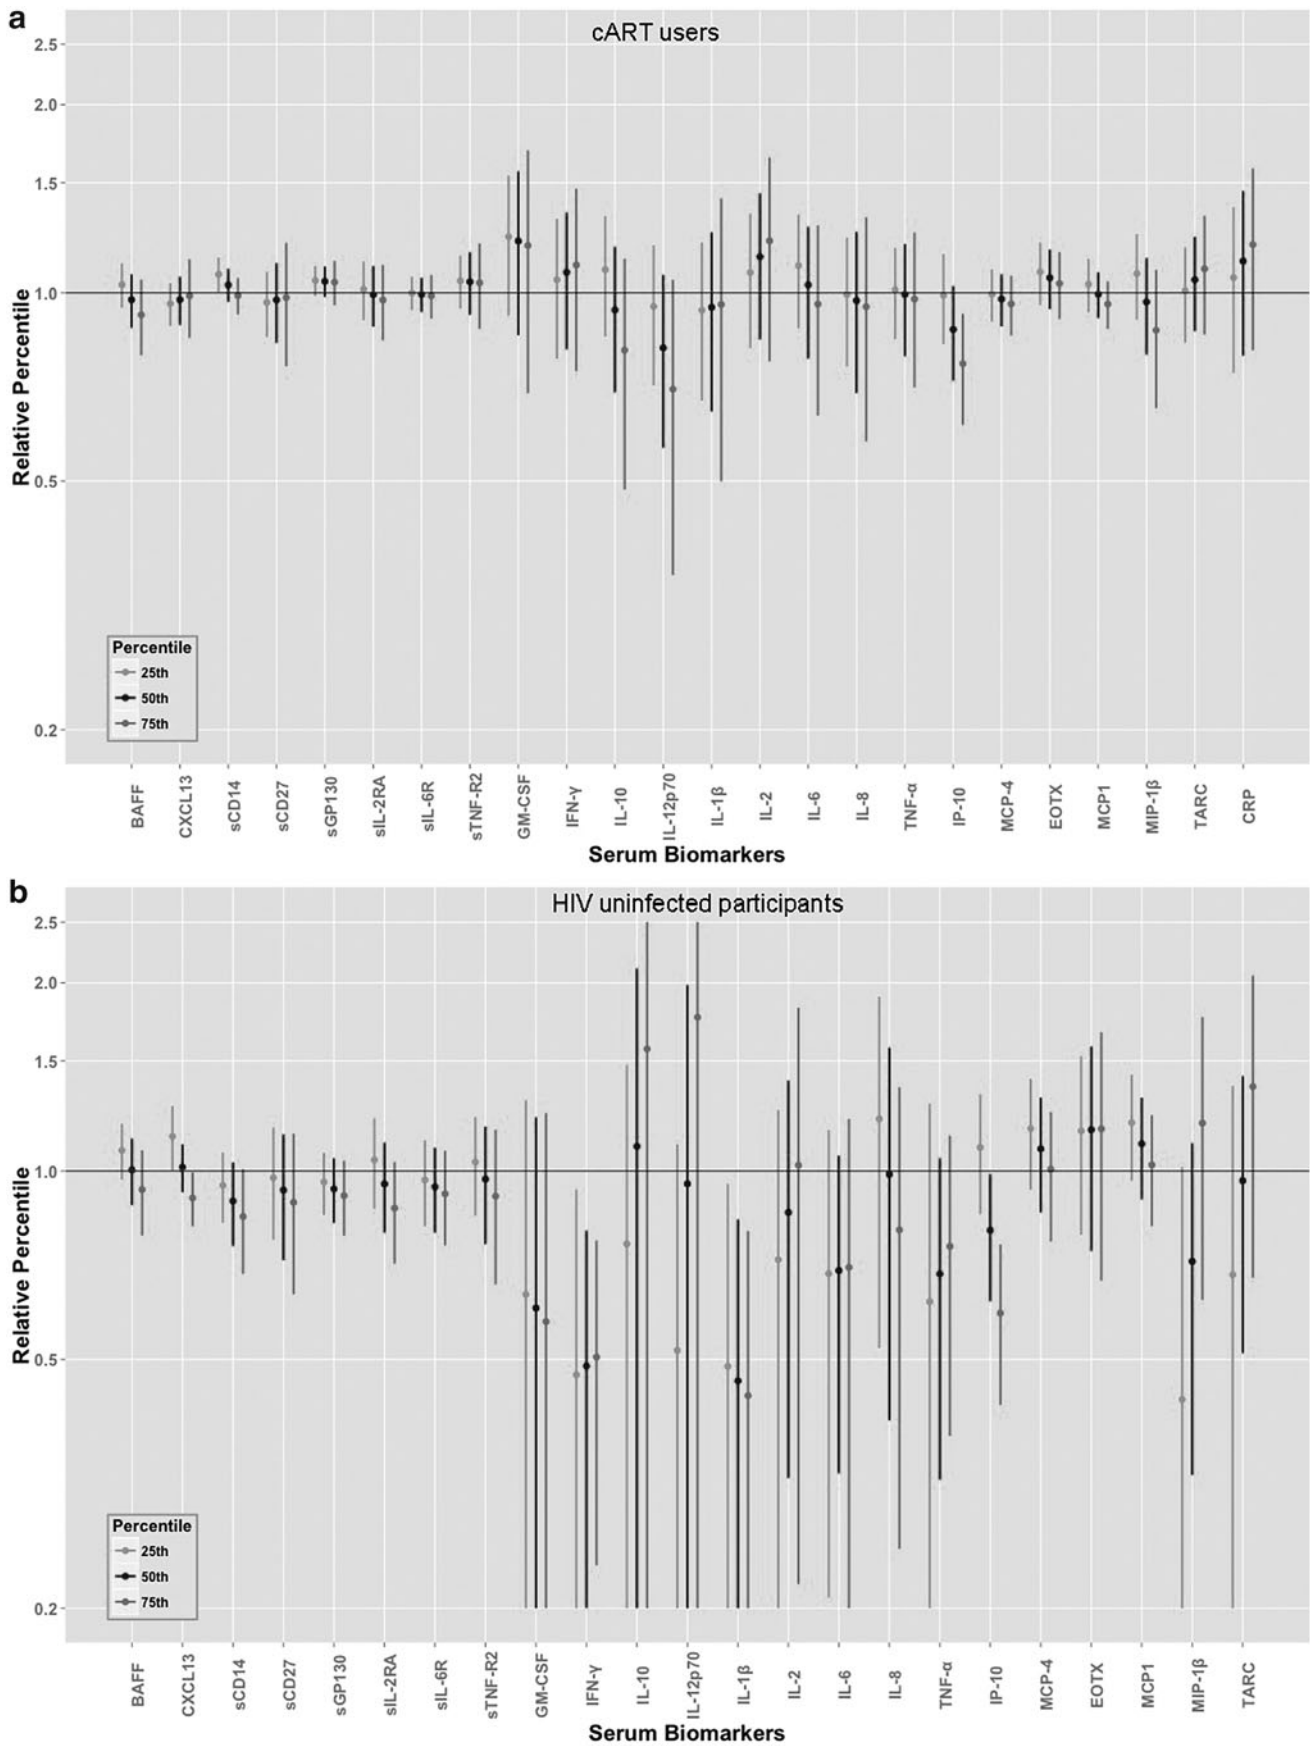 a
cART users
2.5
2.0
1.5
1.0
0.5
0.2
Relative Percentile
Percentile
25th
50th
75th
BAFF
CXCL13
sCD14
sCD27
sGP130
sIL-2RA
sIL-6R
sTNF-R2
GM-CSF
IFN-γ
IL-10
IL-12p70
IL-1β
IL-2
IL-6
IL-8
TNF-α
IP-10
MCP-4
EOTX
MCP1
MIP-1β
TARC
CRP
Serum Biomarkers
b
HIV uninfected participants
2.5
2.0
1.5
1.0
0.5
0.2
Relative Percentile
Percentile
25th
50th
75th
BAFF
CXCL13
sCD14
sCD27
sGP130
sIL-2RA
sIL-6R
sTNF-R2
GM-CSF
IFN-γ
IL-10
IL-12p70
IL-1β
IL-2
IL-6
IL-8
TNF-α
IP-10
MCP-4
EOTX
MCP1
MIP-1β
TARC
Serum Biomarkers